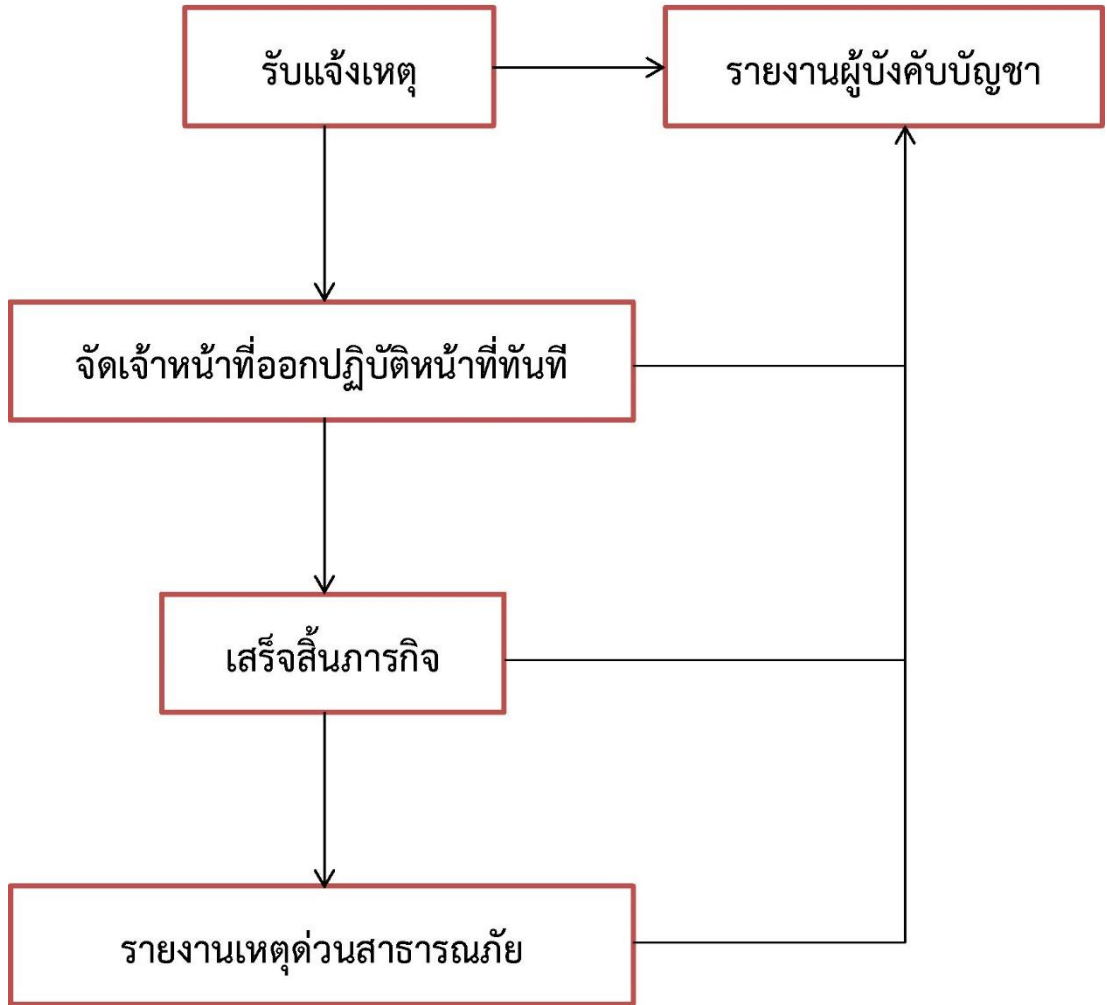 รับแจ้งเหตุ
รายงานผู้บังคับบัญชา
จัดเจ้าหน้าที่ออกปฏิบัติหน้าที่ทันที
เสร็จสิ้นภารกิจ
รายงานเหตุด่วนสาธารณภัย